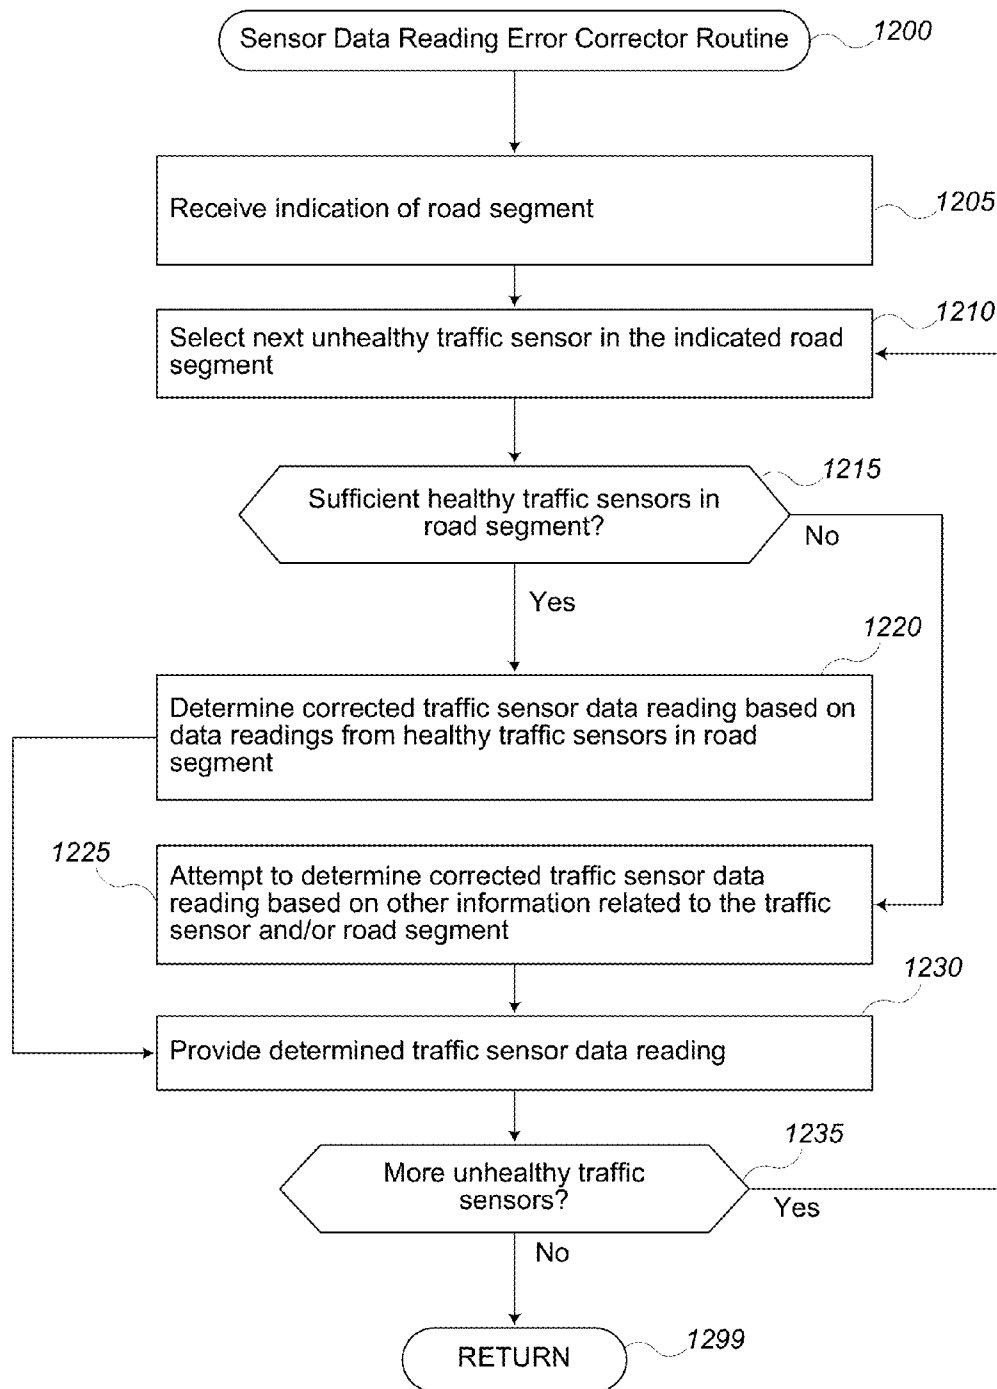 Sensor Data Reading Error Corrector Routine
1200
Receive indication of road segment
1205
1210
Select next unhealthy traffic sensor in the indicated road
segment
1215
Sufficient healthy traffic sensors in
road segment?
No
Yes
1220
Determine corrected traffic sensor data reading based on
data readings from healthy traffic sensors in road
segment
1225
Attempt to determine corrected traffic sensor data
reading based on other information related to the traffic
sensor and/or road segment
1230
Provide determined traffic sensor data reading
1235
More unhealthy traffic
sensors?
Yes
No
RETURN
1299